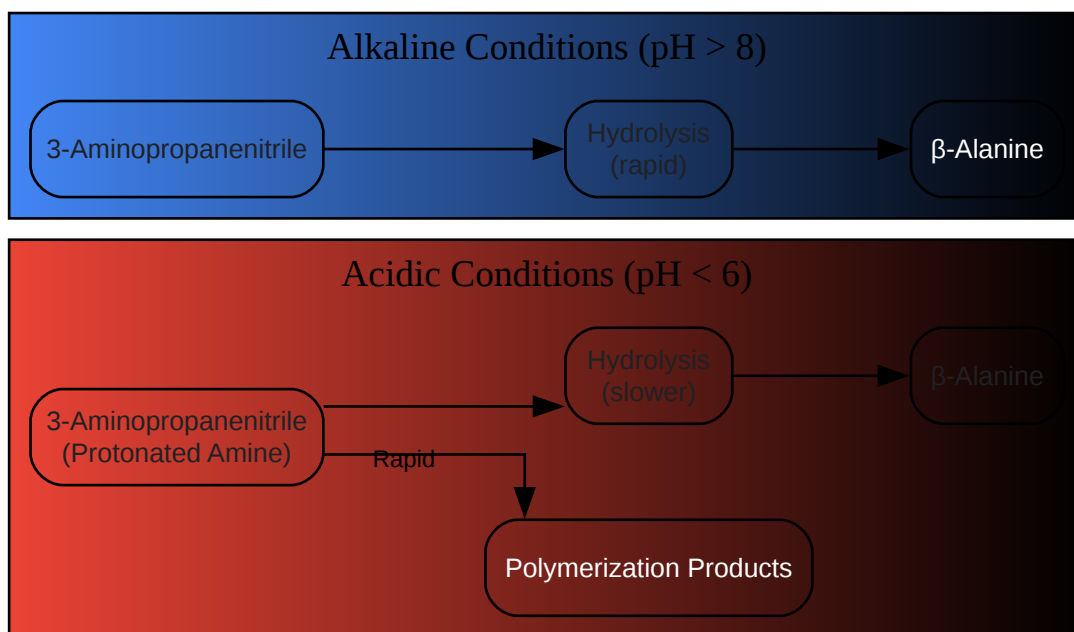 Alkaline Conditions (pH > 8)
3-Aminopropanenitrile
Hydrolysis
(rapid)
β-Alanine
Acidic Conditions (pH < 6)
3-Aminopropanenitrile
(Protonated Amine)
Hydrolysis
(slower)
β-Alanine
Rapid
Polymerization Products